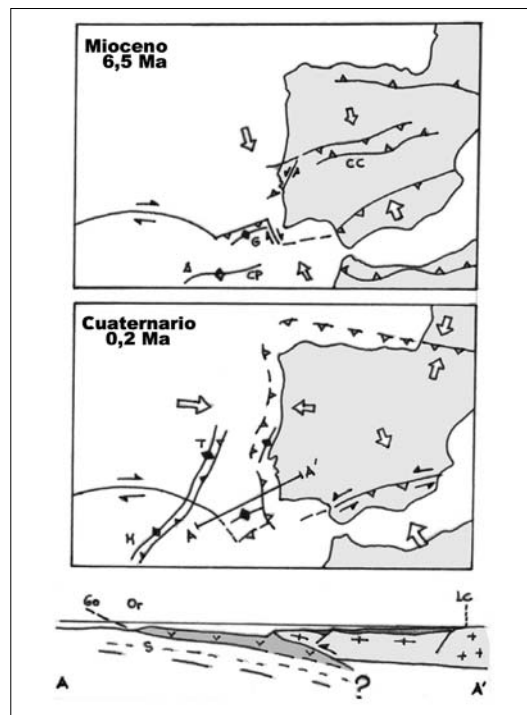 Mioceno
6,5 Ma
CC
G
CP
Cuaternario
0,2 Ma
T
A'
A
K
Go Or Lc
S
A ? A'